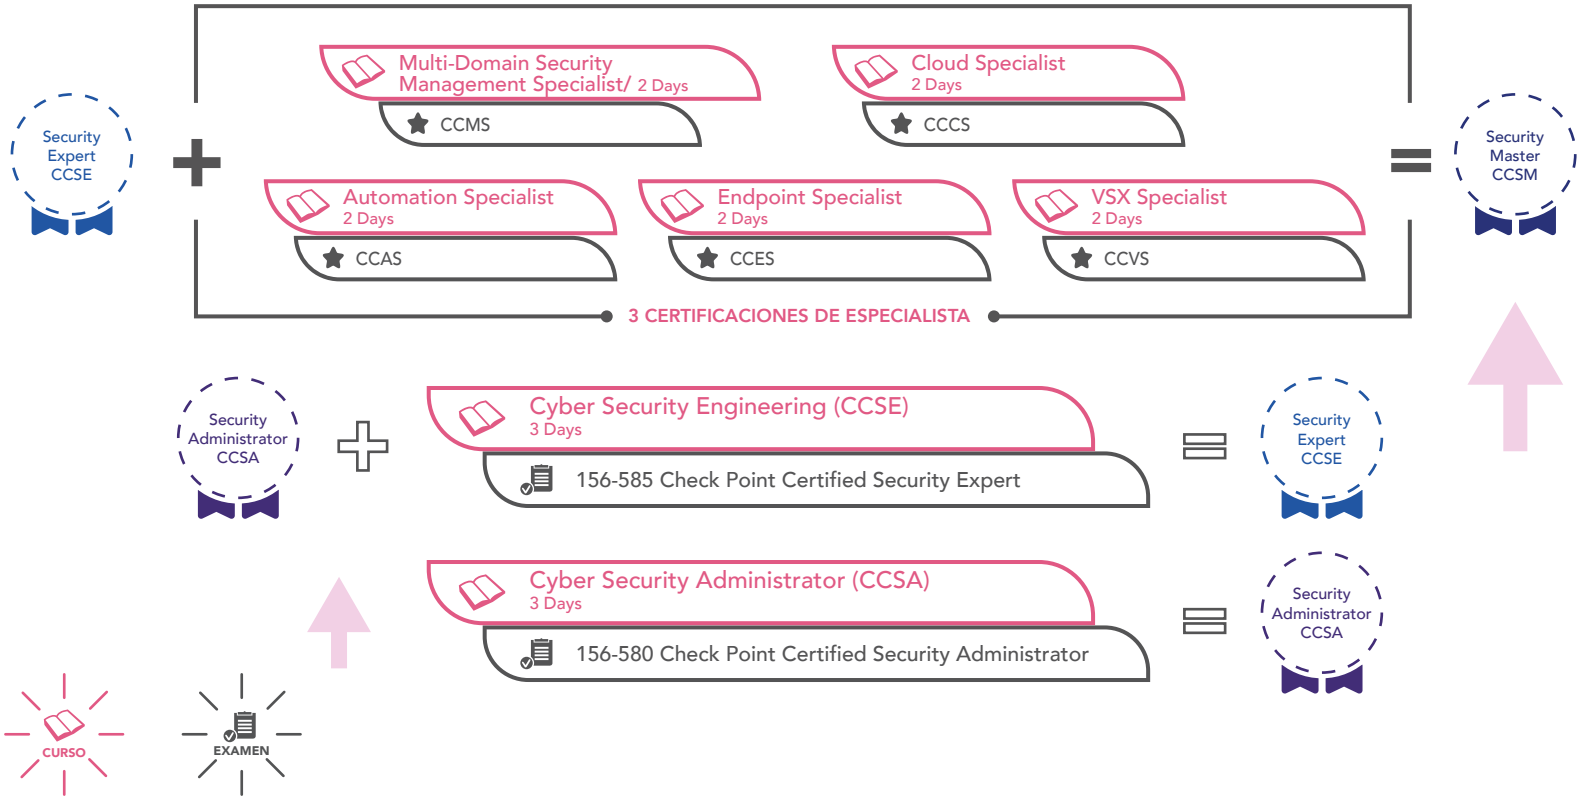 Multi-Domain Security
Management Specialist/ 2 Days
CCMS
Cloud Specialist
2 Days
CCCS
Security
Expert
CCSE
Security
Master
CCSM
Automation Specialist
2 Days
CCAS
Endpoint Specialist
2 Days
CCES
VSX Specialist
2 Days
CCVS
3 CERTIFICACIONES DE ESPECIALISTA
Security
Administrator
CCSA
Cyber Security Engineering (CCSE)
3 Days
156-585 Check Point Certified Security Expert
Security
Expert
CCSE
Cyber Security Administrator (CCSA)
3 Days
156-580 Check Point Certified Security Administrator
Security
Administrator
CCSA
CURSO
EXAMEN